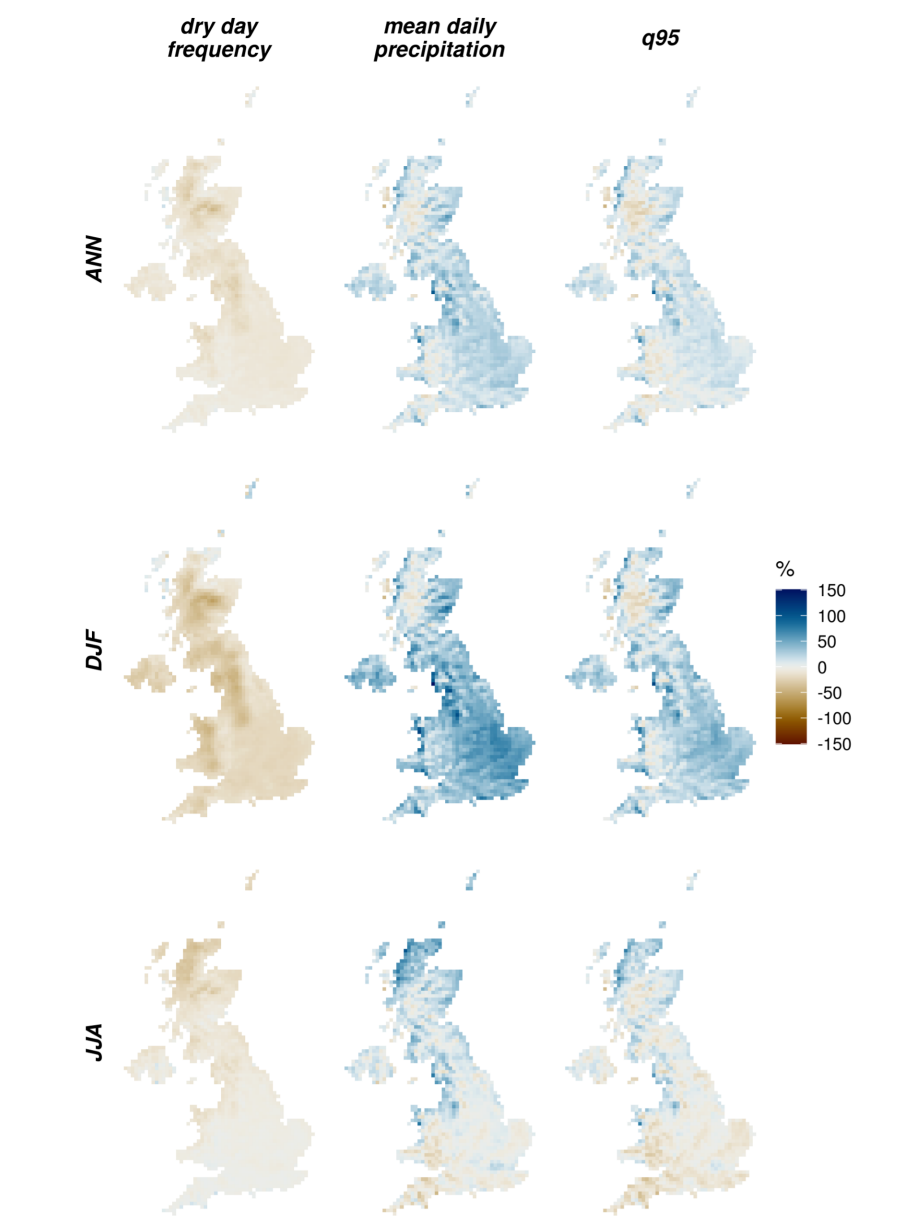 dry day
frequency
mean daily
precipitation
q95
ANN
DJF
%
150
100
50
0
-50
-100
-150
JJA